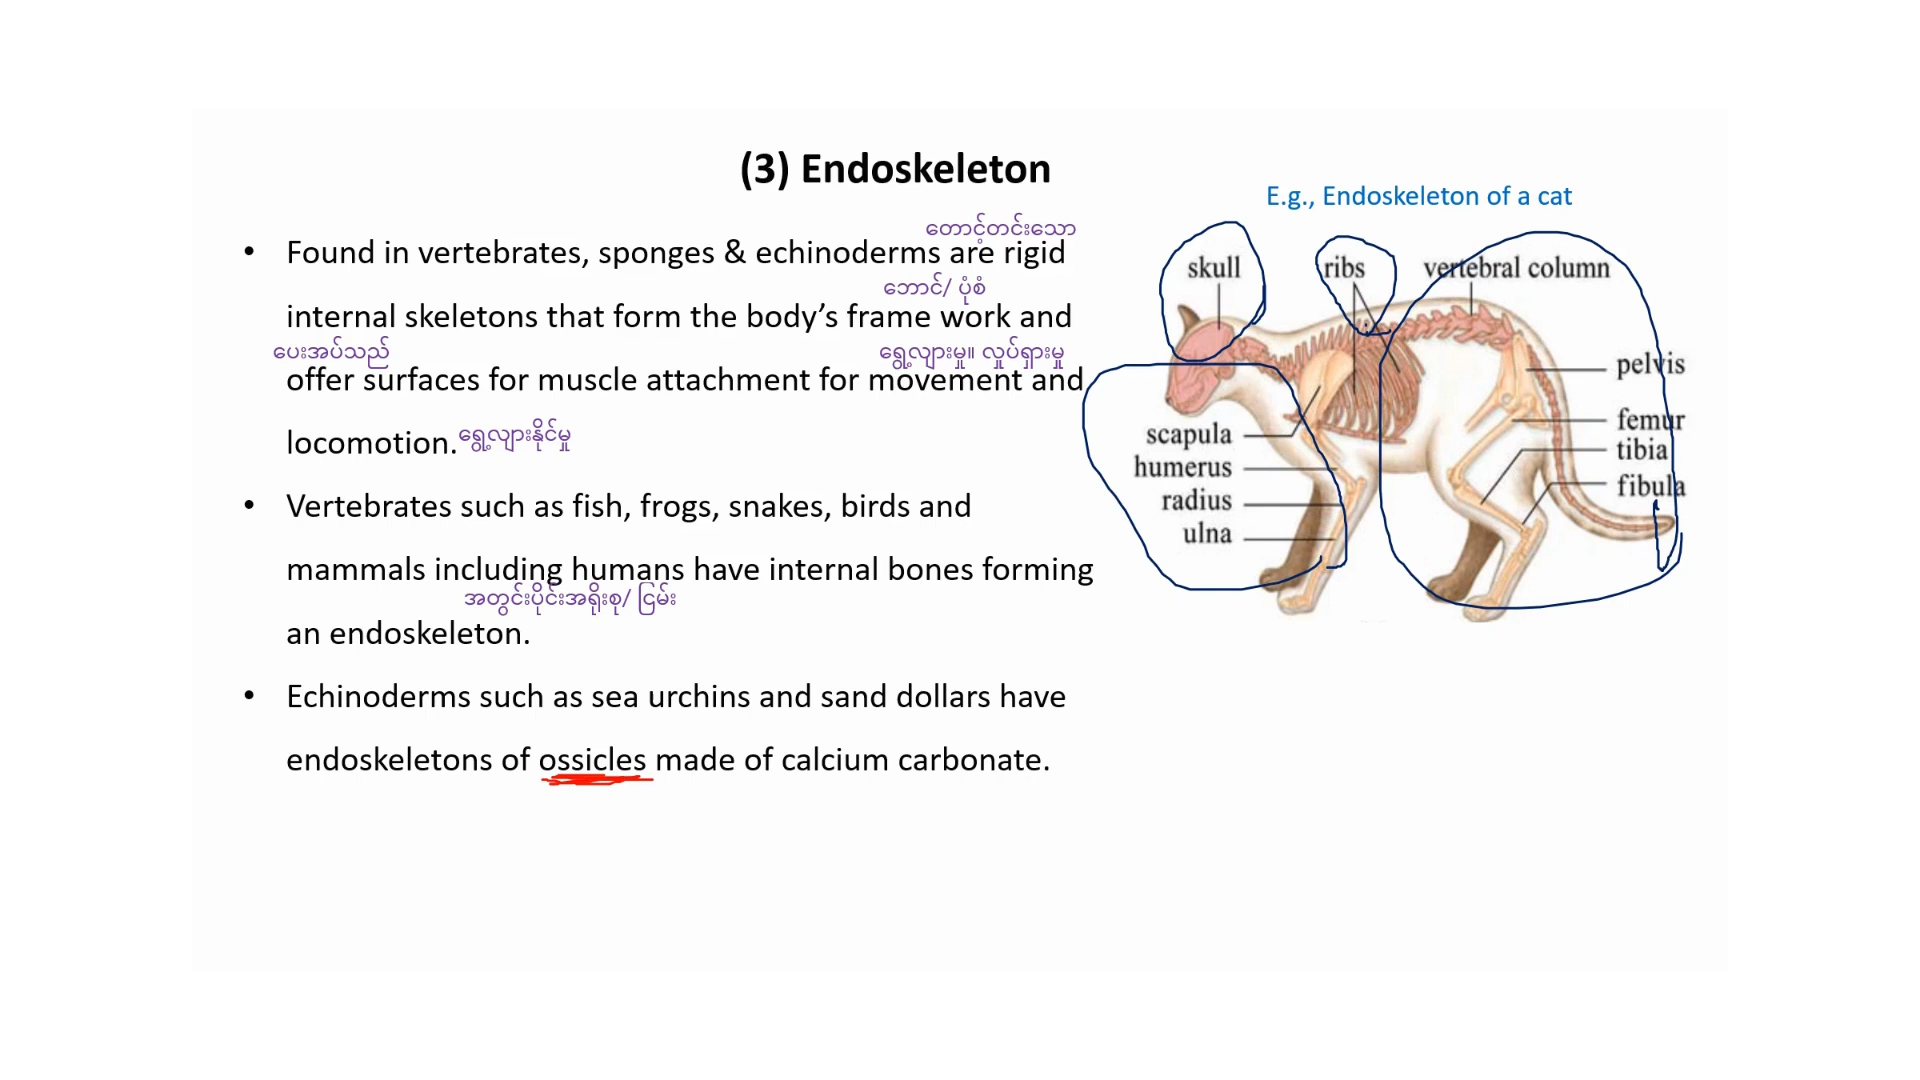 (3) Endoskeleton
E.g., Endoskeleton of a cat
တောင့်တင်းသော
• Found in vertebrates, sponges & echinoderms are rigid
ဘောင်/ ပုံစံ
internal skeletons that form the body’s frame work and
ပေးအပ်သည် ရွေ့လျားမှု။ လှုပ်ရှားမှု
offer surfaces for muscle attachment for movement and
locomotion. ရွေ့လျားနိုင်မှု
• Vertebrates such as fish, frogs, snakes, birds and
mammals including humans have internal bones forming
အတွင်းပိုင်းအရိုးစု/ ငြမ်း
an endoskeleton.
• Echinoderms such as sea urchins and sand dollars have
endoskeletons of ossicles made of calcium carbonate.
skull ribs vertebral column
pelvis
scapula
humerus
radius
ulna
femur
tibia
fibula